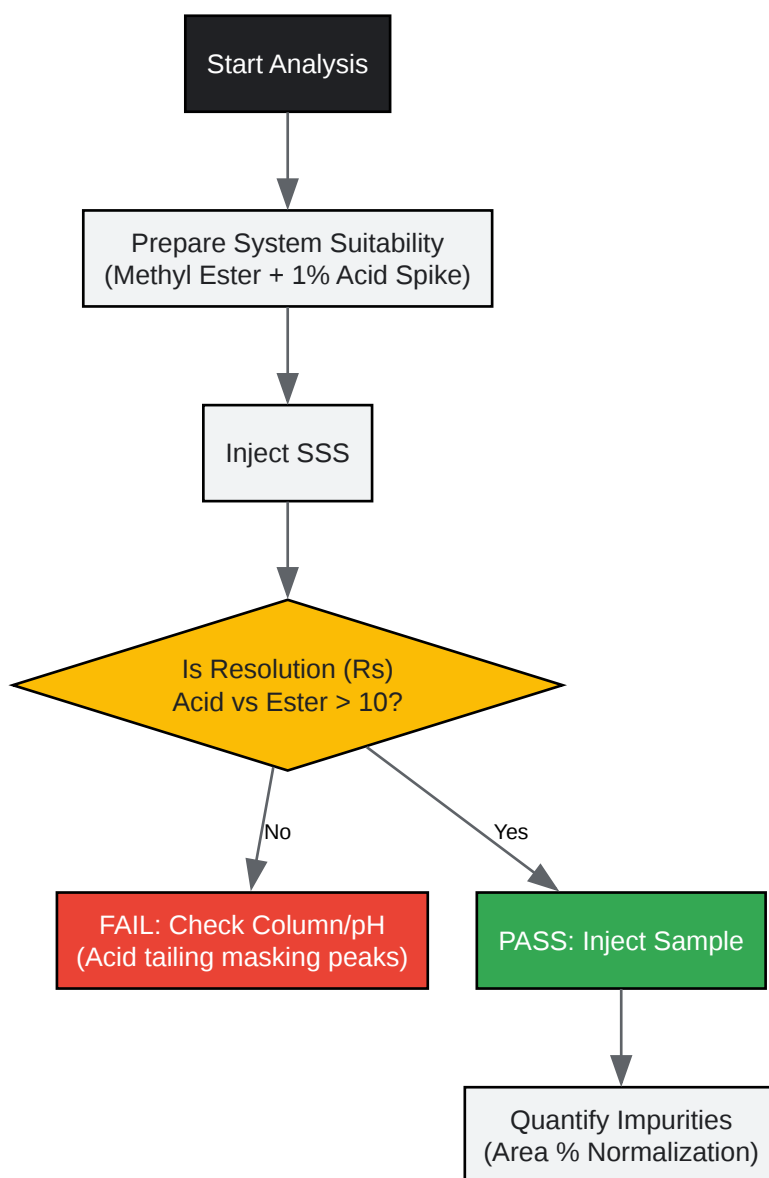 Start Analysis
Prepare System Suitability
(Methyl Ester + 1% Acid Spike)
Inject SSS
Is Resolution (Rs)
Acid vs Ester > 10?
No
Yes
FAIL: Check Column/pH
(Acid tailing masking peaks)
PASS: Inject Sample
Quantify Impurities
(Area % Normalization)